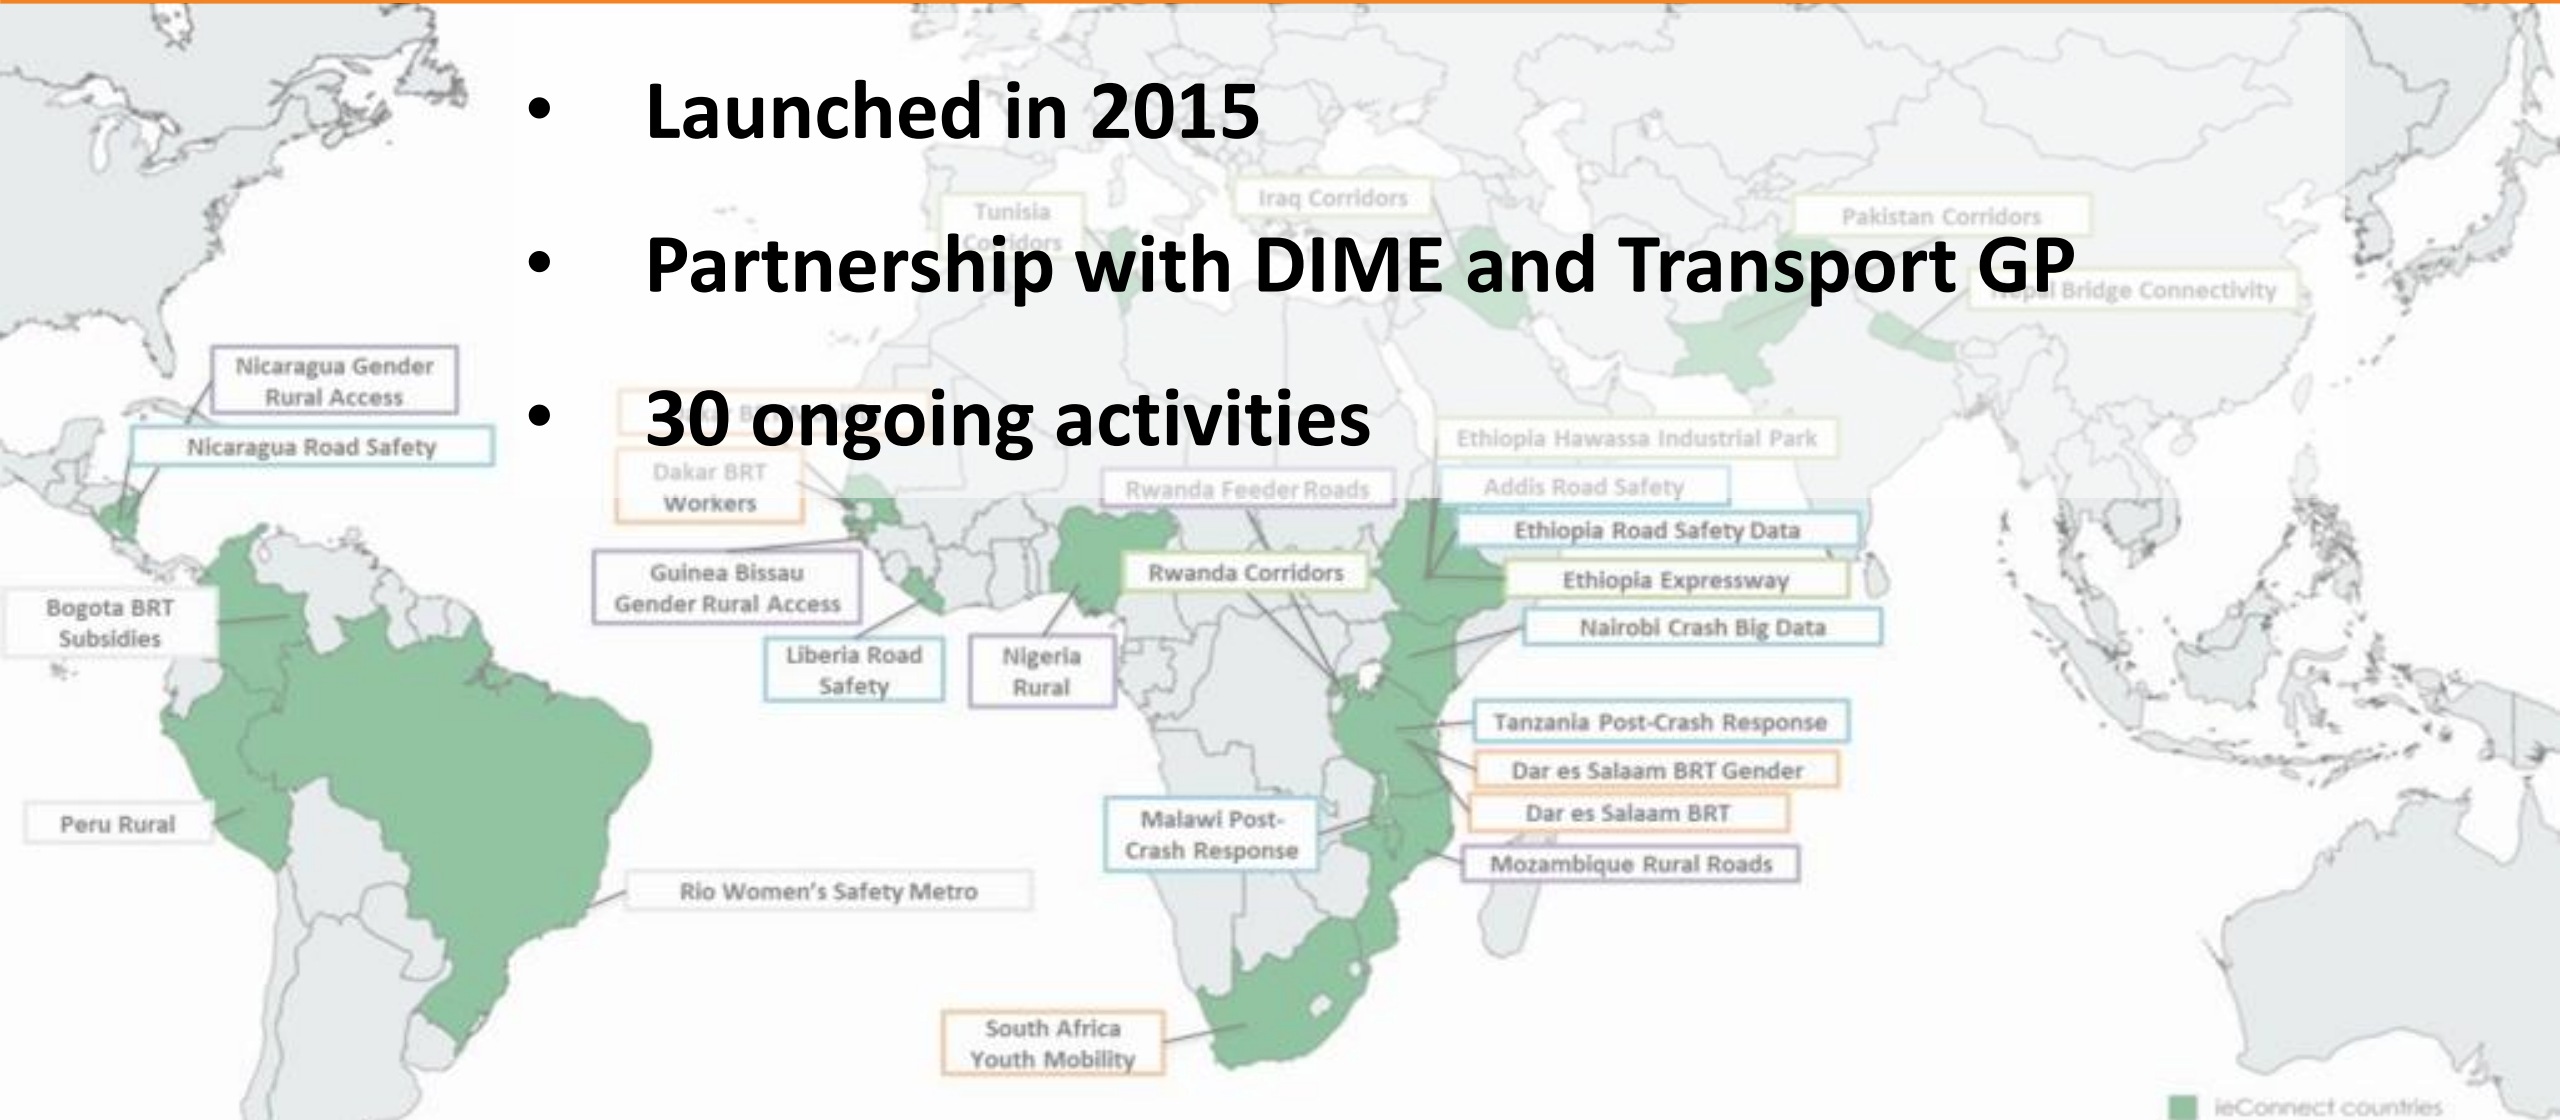 • Launched in 2015
Tunisia
Corridors
Iraq Corridors
Pakistan Corridors
• Partnership with DIME and Transport GP
Nepal Bridge Connectivity
Nicaragua Gender
Rural Access
Nicaragua Road Safety
• 30 ongoing activities
Ethiopia Hawassa Industrial Park
Dakar BRT
Workers
Rwanda Feeder Roads
Addis Road Safety
Ethiopia Road Safety Data
Guinea Bissau
Gender Rural Access
Rwanda Corridors
Ethiopia Expressway
Bogota BRT
Subsidies
Nairobi Crash Big Data
Liberia Road
Safety
Nigeria
Rural
Tanzania Post-Crash Response
Dar es Salaam BRT Gender
Dar es Salaam BRT
Peru Rural
Malawi Post-
Crash Response
Mozambique Rural Roads
Rio Women's Safety Metro
South Africa
Youth Mobility
ieConnect countries